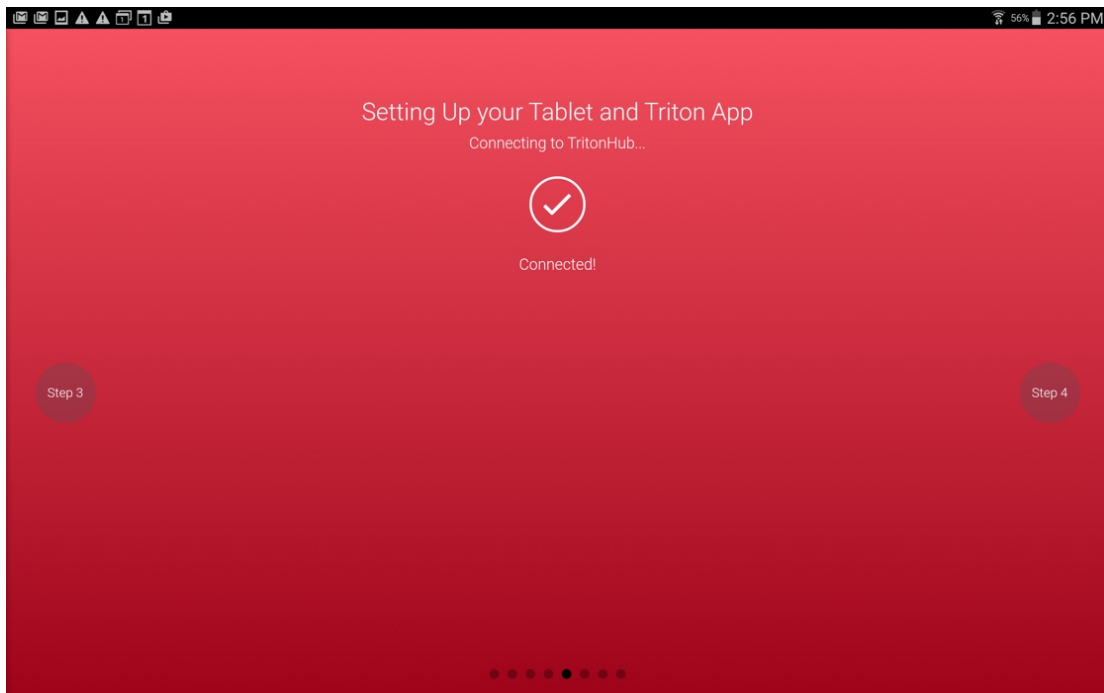 56% 2:56 PM
Setting Up your Tablet and Triton App
Connecting to TritonHub...
Connected!
Step 3
Step 4